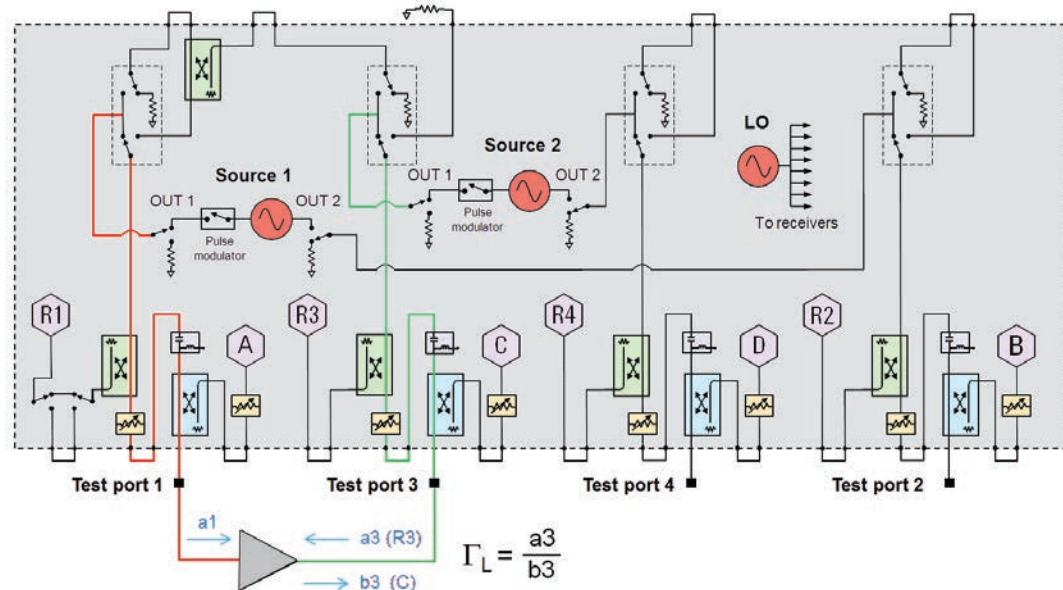 Source 1
OUT 1
OUT 2
Pulse
modulator
Source 2
OUT 1
OUT 2
Pulse
modulator
LO
To receivers
R1
A
R3
C
R4
D
R2
B
Test port 1
Test port 3
Test port 4
Test port 2
a1
a3 (R3)
b3 (C)
Γ_L = a3/b3